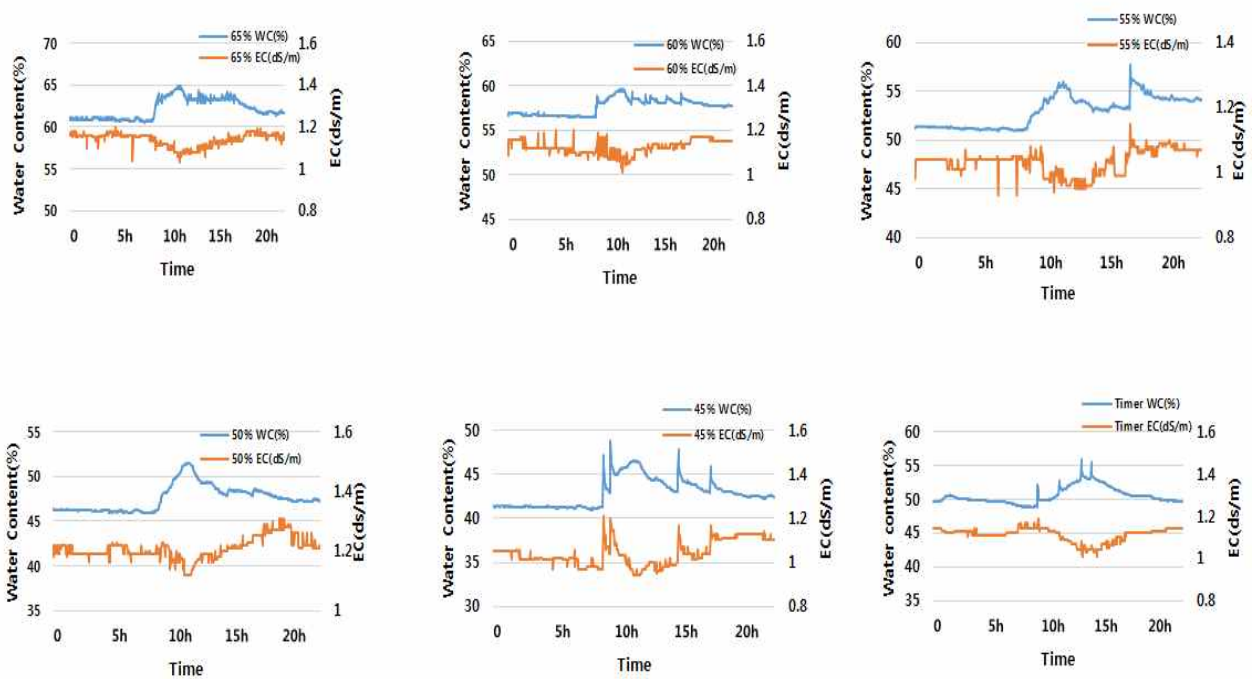 65% WC(%)
65% EC(dS/m)
Water Content(%)
70
65
60
55
50
1.6
1.4
1.2
1
0.8
EC(ds/m)
0 5h 10h 15h 20h
Time
60% WC(%)
60% EC(dS/m)
Water Content(%)
65
60
55
50
45
1.6
1.4
1.2
1
0.8
EC(ds/m)
0 5h 10h 15h 20h
Time
55% WC(%)
55% EC(dS/m)
Water Content(%)
60
55
50
45
40
1.4
1.2
1
0.8
EC(ds/m)
0 5h 10h 15h 20h
Time
50% WC(%)
50% EC(dS/m)
Water Content(%)
55
50
45
40
35
1.6
1.4
1.2
1
EC(ds/m)
0 5h 10h 15h 20h
Time
45% WC(%)
45% EC(dS/m)
Water Content(%)
50
45
40
35
30
1.6
1.4
1.2
1
0.8
EC(ds/m)
0 5h 10h 15h 20h
Time
Timer WC(%)
Timer EC(dS/m)
Water Content(%)
60
55
50
45
40
35
1.6
1.4
1.2
1
0.8
EC(ds/m)
0 5h 10h 15h 20h
Time